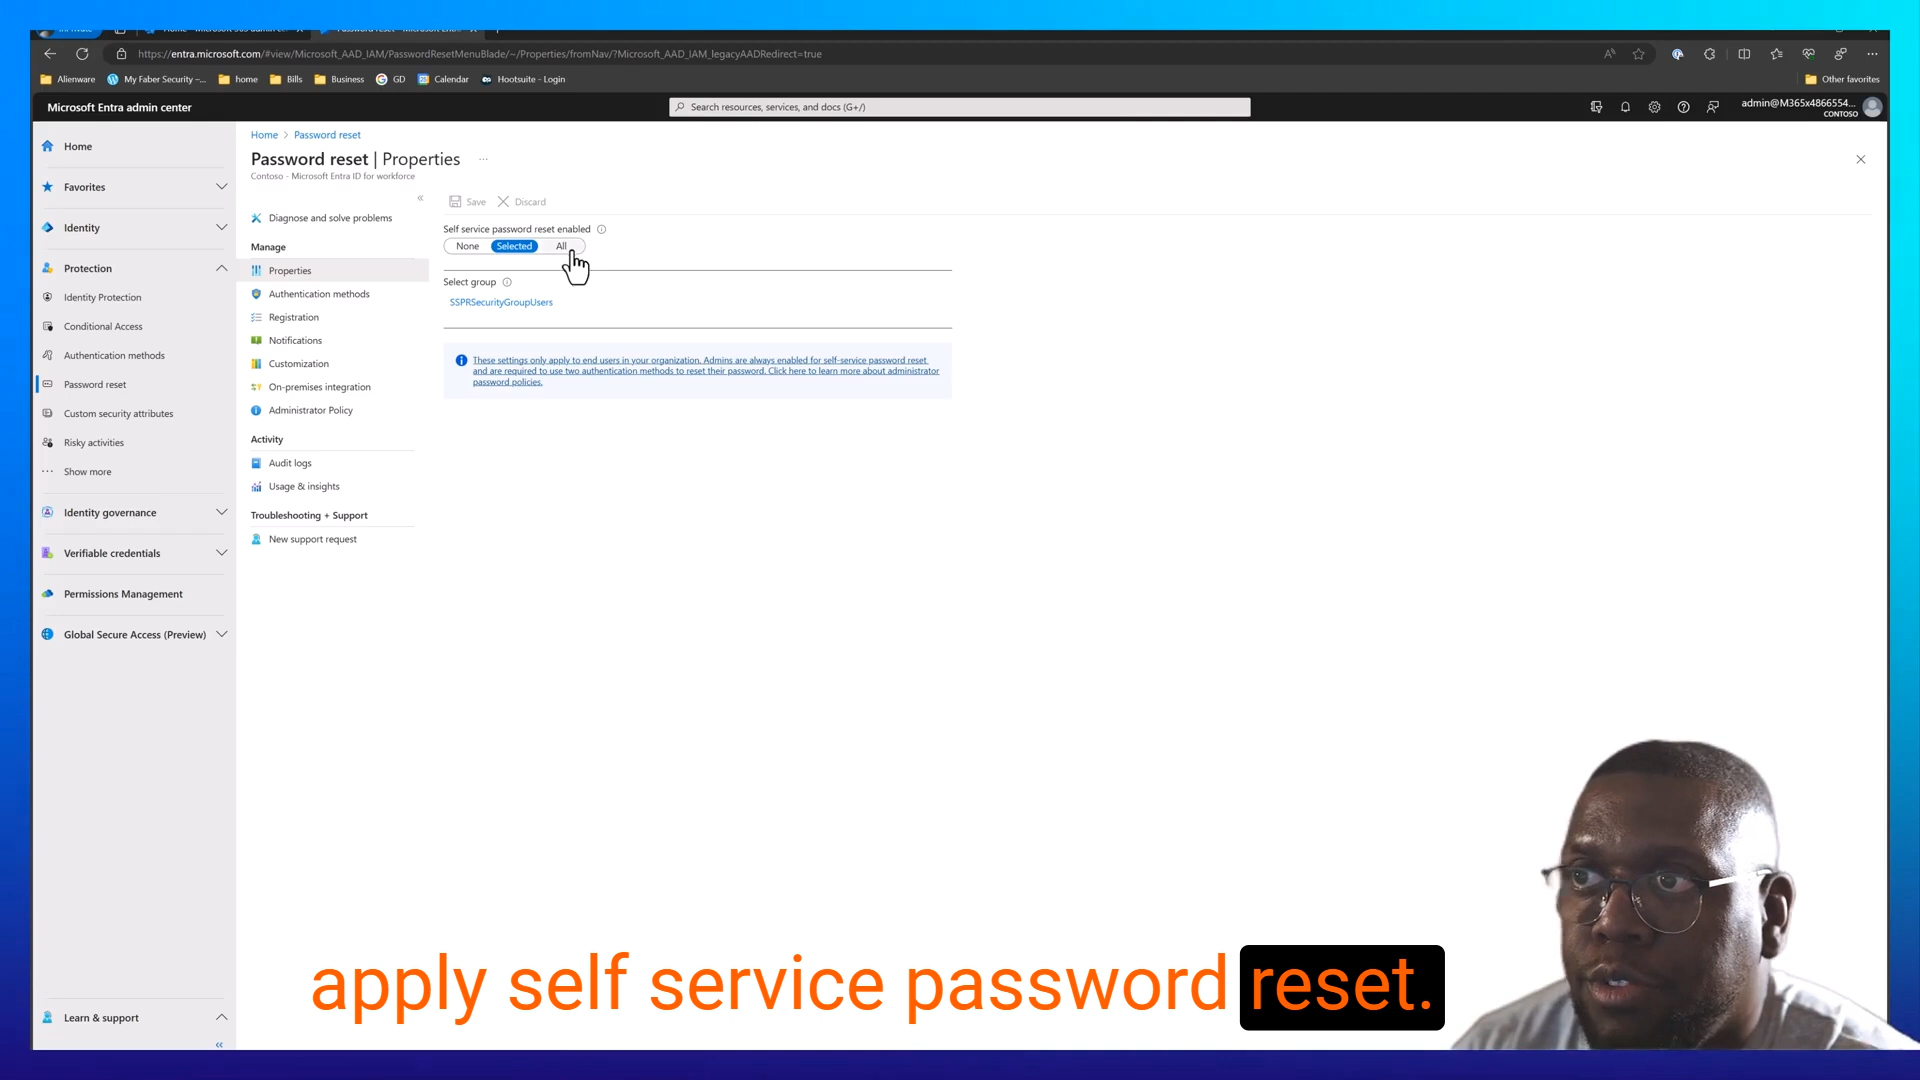 InPrivate
https://entra.microsoft.com/#view/Microsoft_AAD_IAM/PasswordResetMenuBlade/~/Properties/fromNav/?Microsoft_AAD_IAM_legacyAADRedirect=true
Alienware
My Faber Security –...
home
Bills
Business
GD
Calendar
Hootsuite - Login
Other favorites
Microsoft Entra admin center
Search resources, services, and docs (G+/)
admin@M365x4866554...
CONTOSO
Home
Favorites
Identity
Protection
Identity Protection
Conditional Access
Authentication methods
Password reset
Custom security attributes
Risky activities
Show more
Identity governance
Verifiable credentials
Permissions Management
Global Secure Access (Preview)
Learn & support
Home > Password reset
Password reset | Properties
Contoso - Microsoft Entra ID for workforce
Diagnose and solve problems
Manage
Properties
Authentication methods
Registration
Notifications
Customization
On-premises integration
Administrator Policy
Activity
Audit logs
Usage & insights
Troubleshooting + Support
New support request
Save
Discard
Self service password reset enabled
None
Selected
All
Select group
SSPRSecurityGroupUsers
These settings only apply to end users in your organization. Admins are always enabled for self-service password reset
and are required to use two authentication methods to reset their password. Click here to learn more about administrator
password policies.
apply self service password reset.